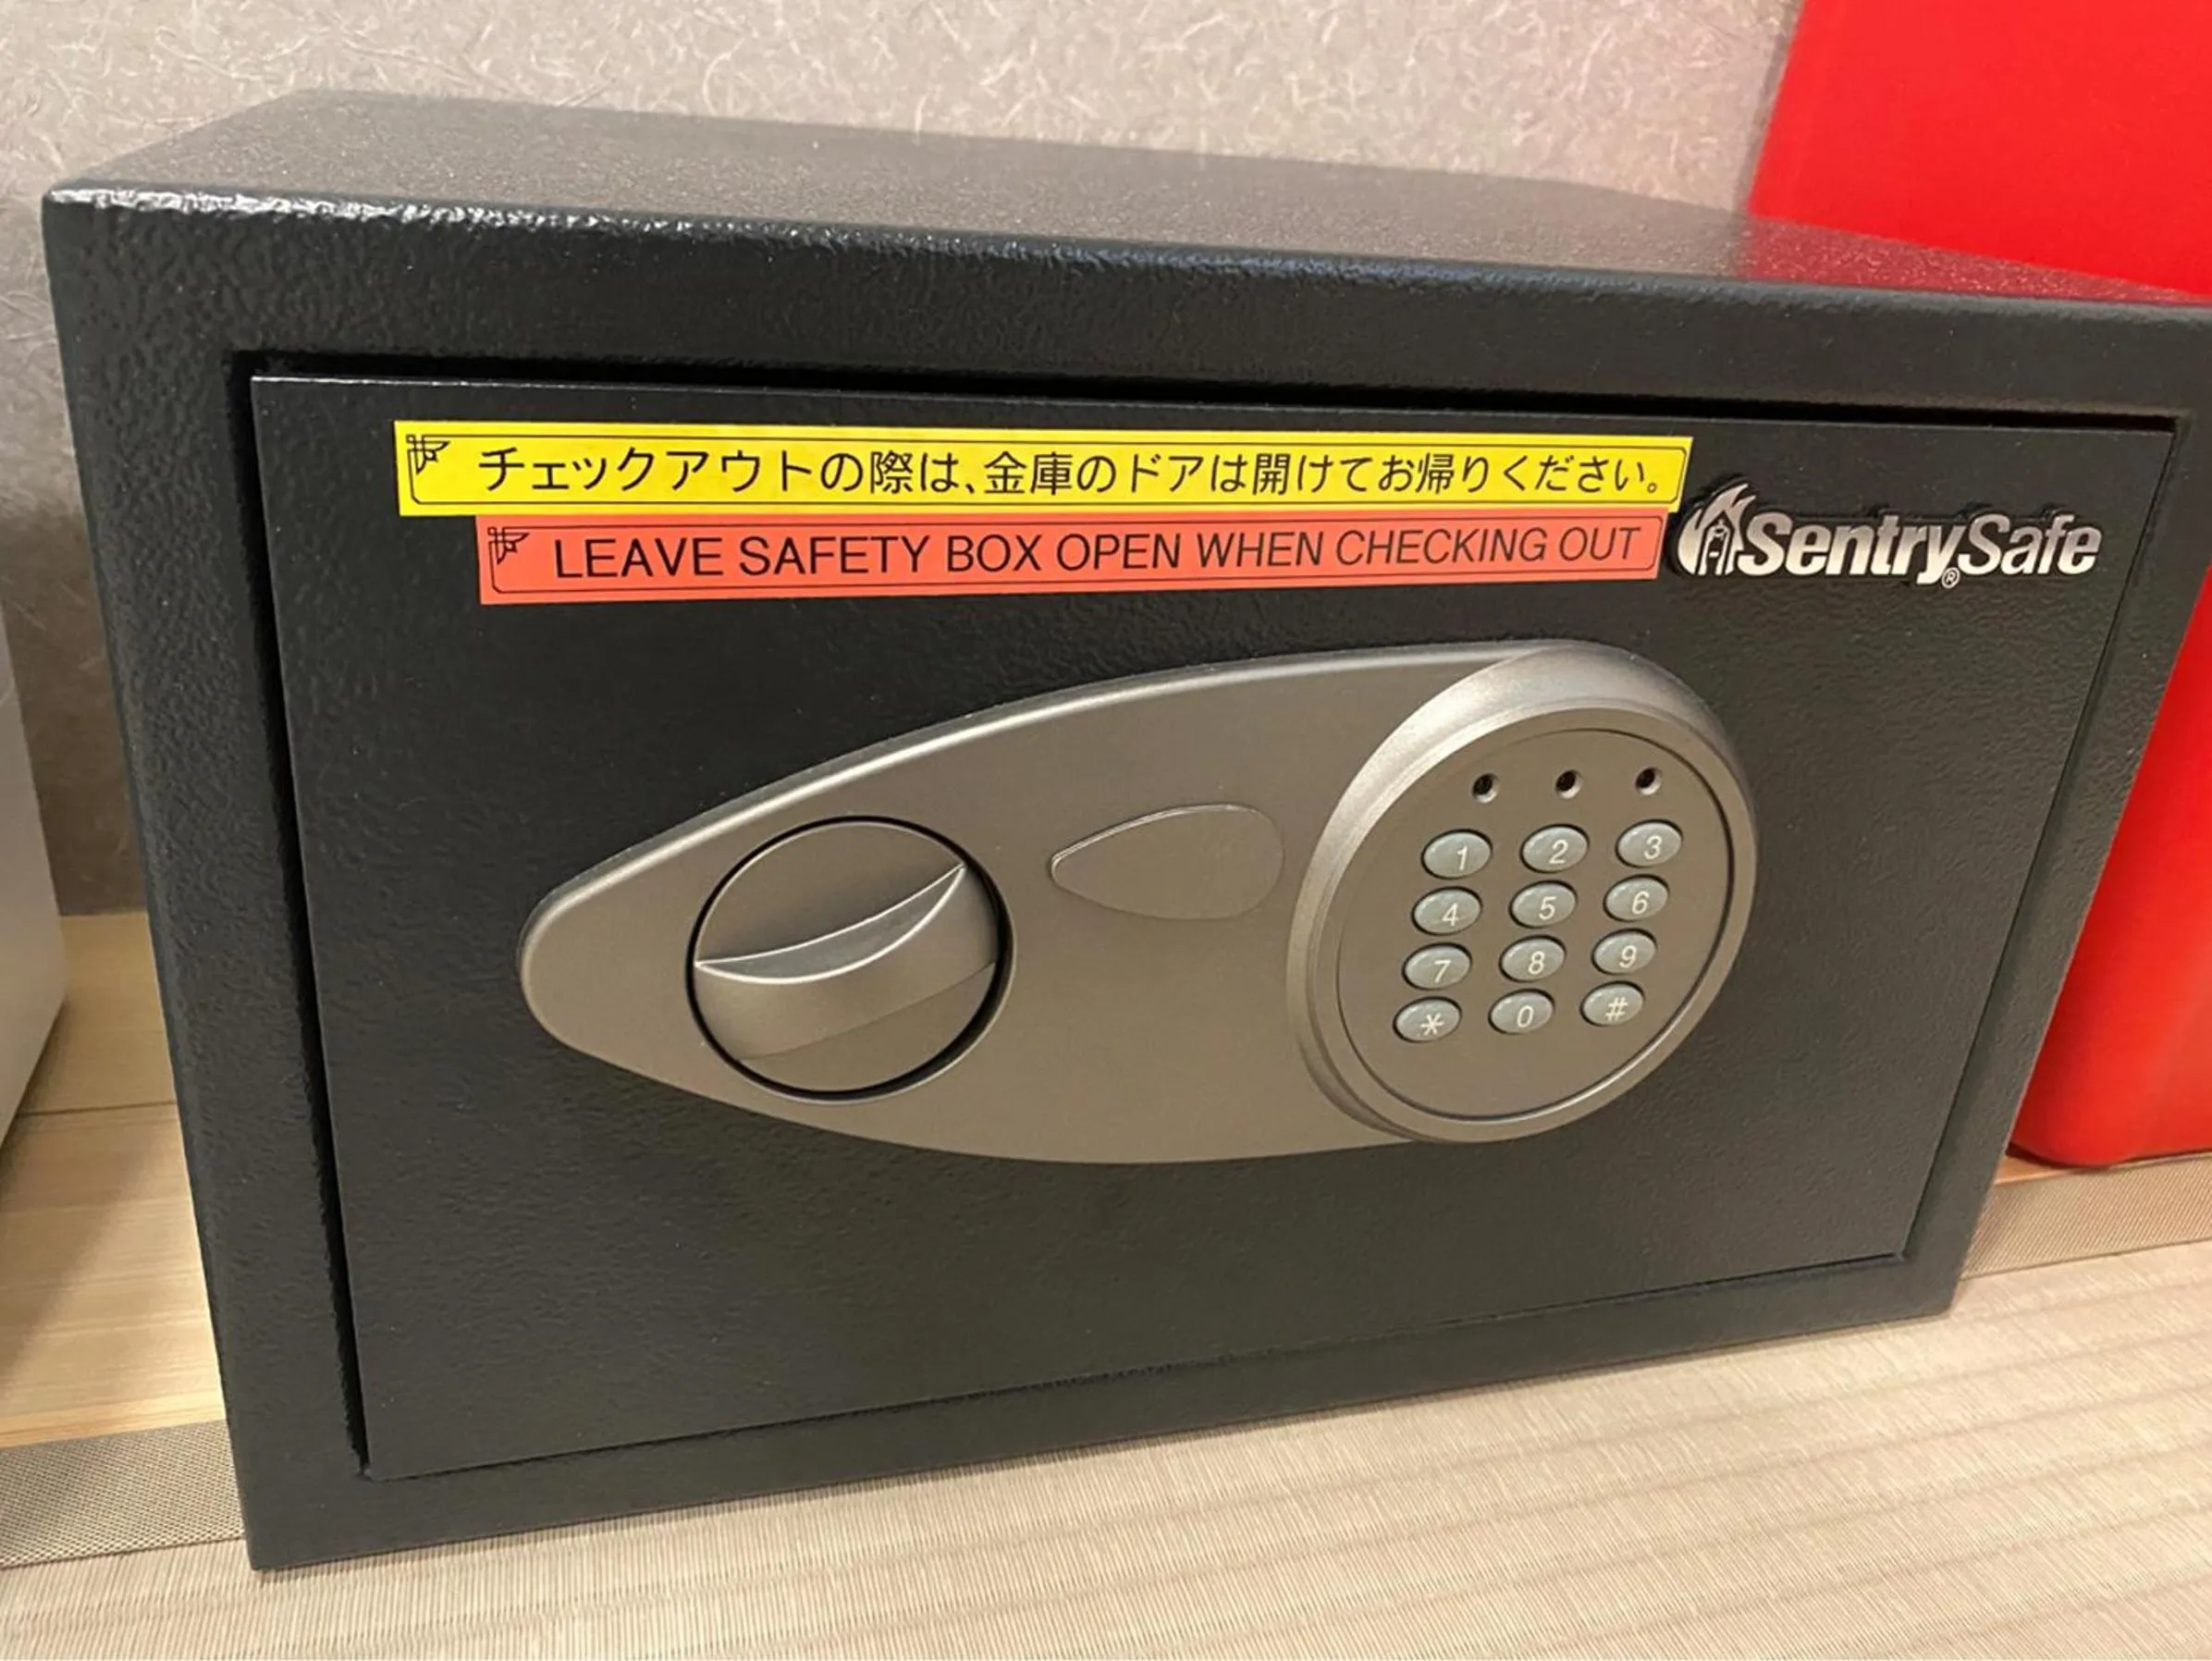 チェックアウトの際は、金庫のドアは開けてお帰りください。
LEAVE SAFETY BOX OPEN WHEN CHECKING OUT
SentrySafe®
1 2 3
4 5 6
7 8 9
* 0 #